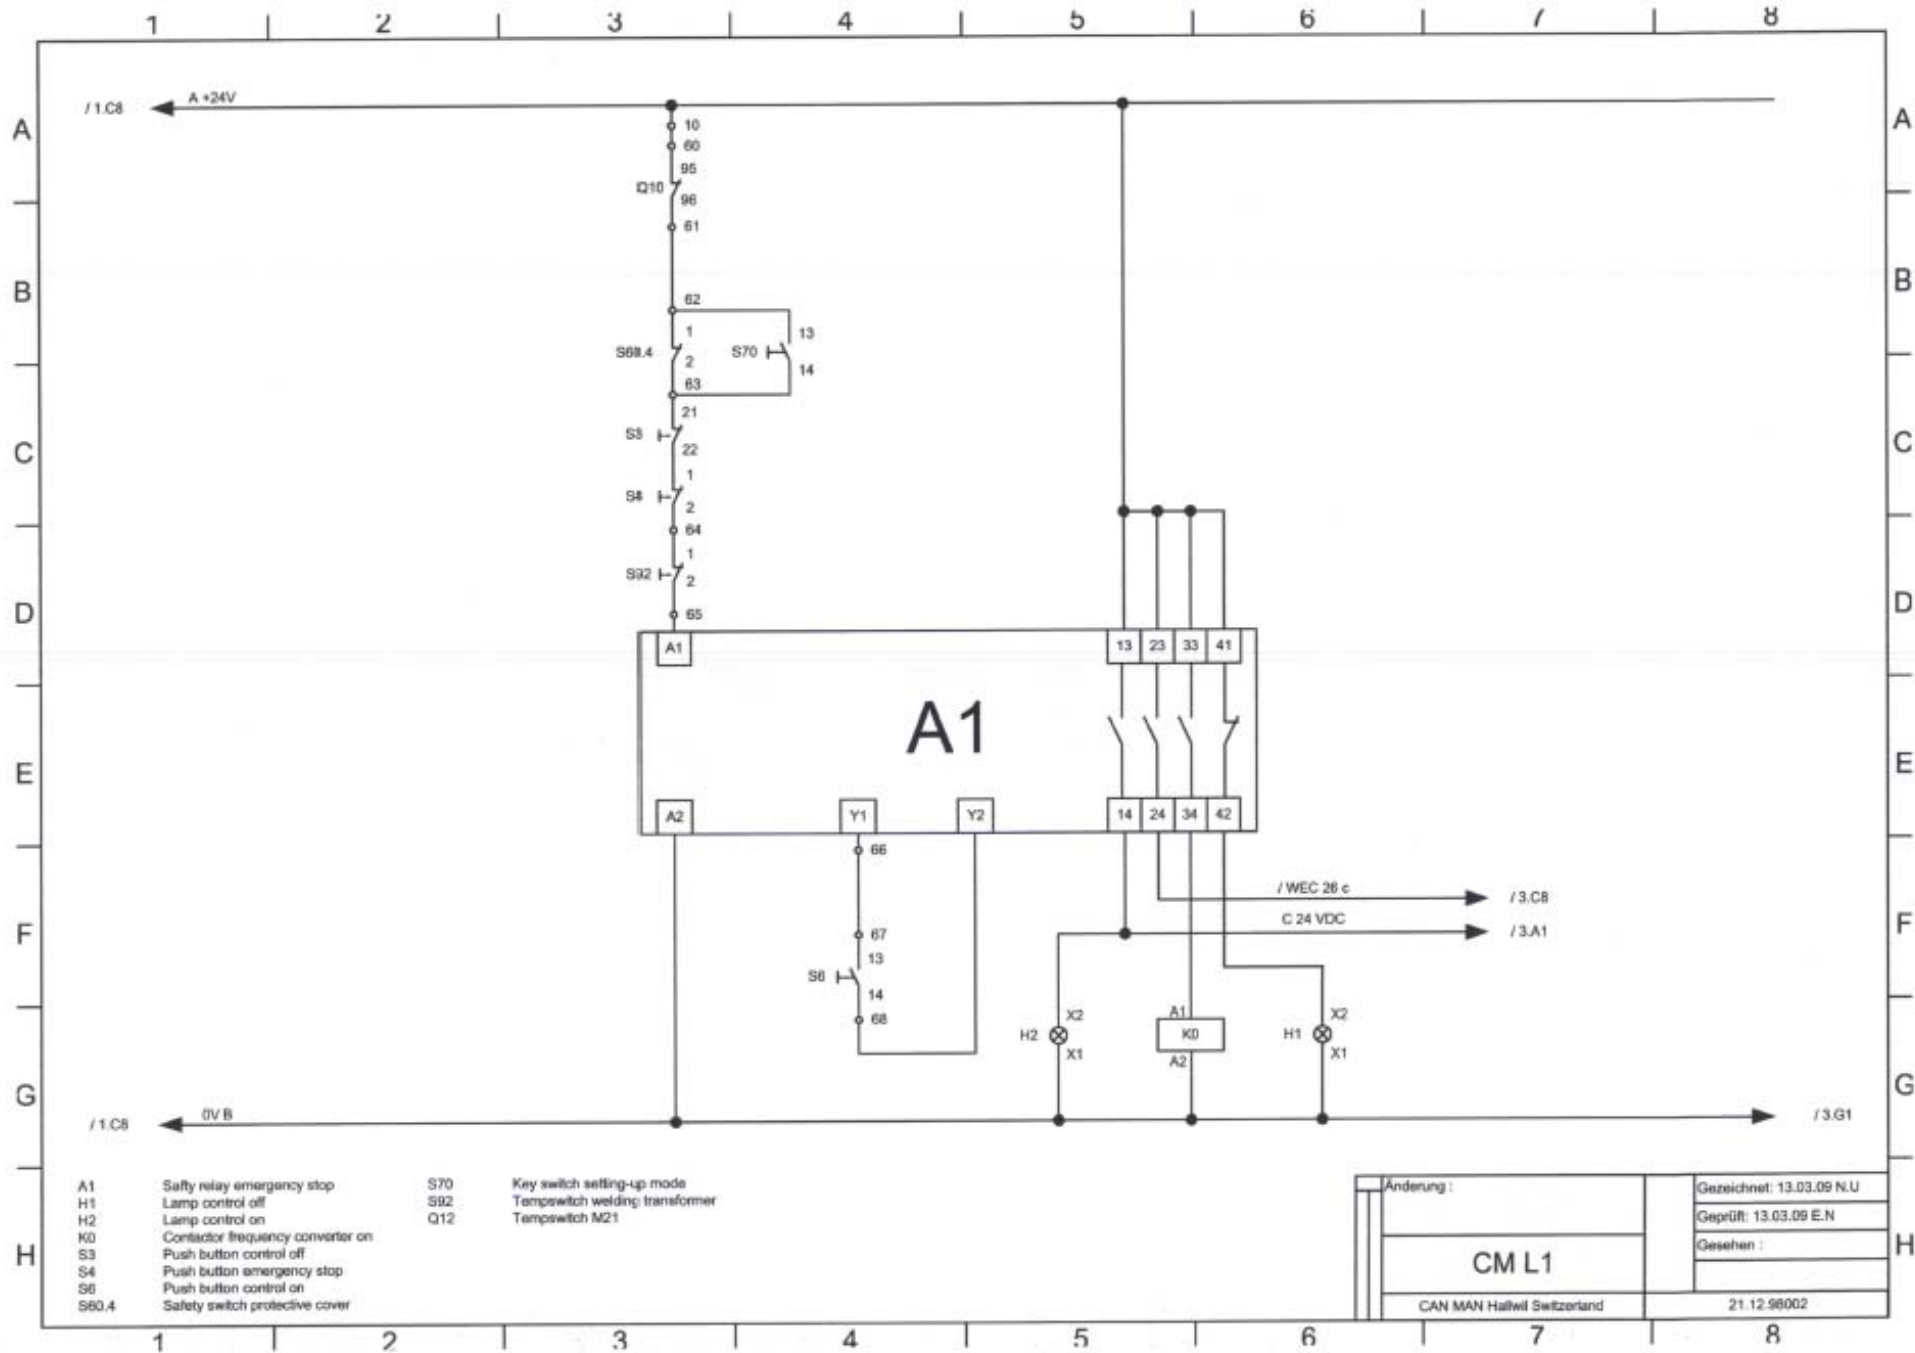 1 2 3 4 5 6 7 8
/ 1.C8 A +24V
A A
10
60
95
Q10
96
61
B B
62
1 13
S60.4 S70
2 14
63
21
S3
22
C C
1
S4
2
64
1
S92
2
D D
65
A1 13 23 33 41
A1
E E
A2 Y1 Y2 14 24 34 42
66
/ WEC 26 c / 3.C8
C 24 VDC / 3.A1
F F
67
13
S6
14
68
X2 A1 X2
H2 K0 H1
X1 A2 X1
G G
/ 1.C8 0V B / 3.G1
A1 Safty relay emergency stop S70 Key switch setting-up mode
H1 Lamp control off S92 Tempswitch welding transformer
H2 Lamp control on Q12 Tempswitch M21
K0 Contactor frequency converter on
S3 Push button control off
S4 Push button emergency stop
S6 Push button control on
S60.4 Safety switch protective cover
H H
Änderung : Gezeichnet: 13.03.09 N.U
Geprüft: 13.03.09 E.N
Gesehen :
CM L1
CAN MAN Hallwil Switzerland 21.12.98002
1 2 3 4 5 6 7 8